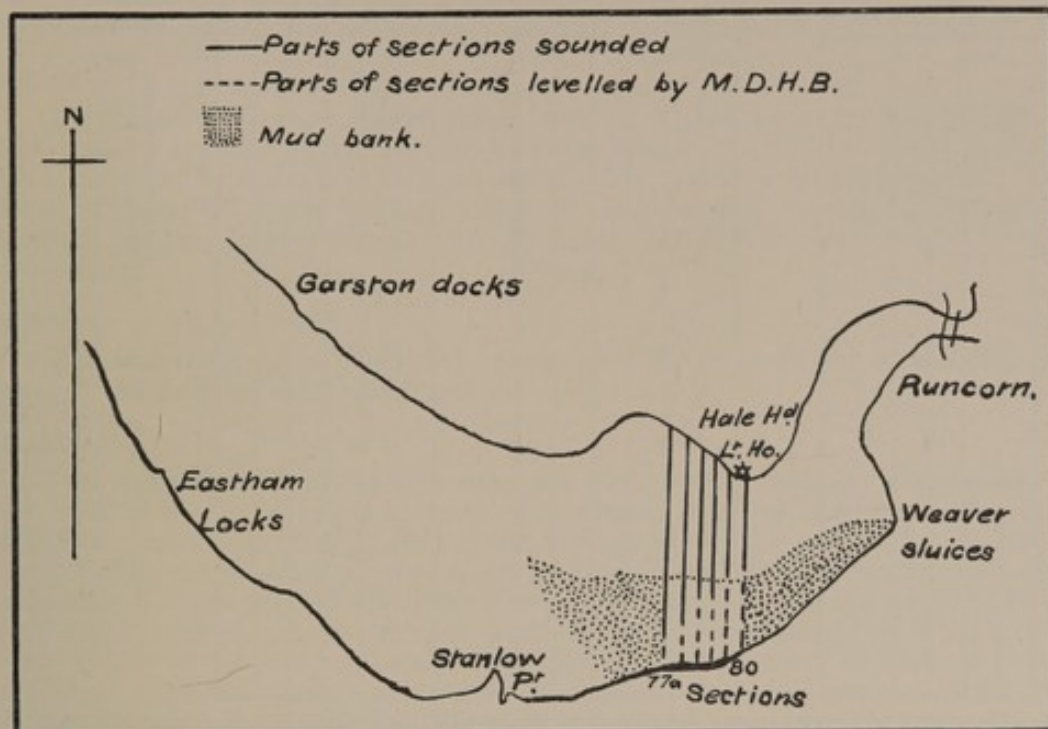 Parts of sections sounded
Parts of sections levelled by M.D.H.B.
Mud bank.
N
Garston docks
Runcorn.
Hale Hd.
Lt. Ho.
Eastham
Locks
Weaver
sluices
Stanlow
Pt.
77a
80
Sections